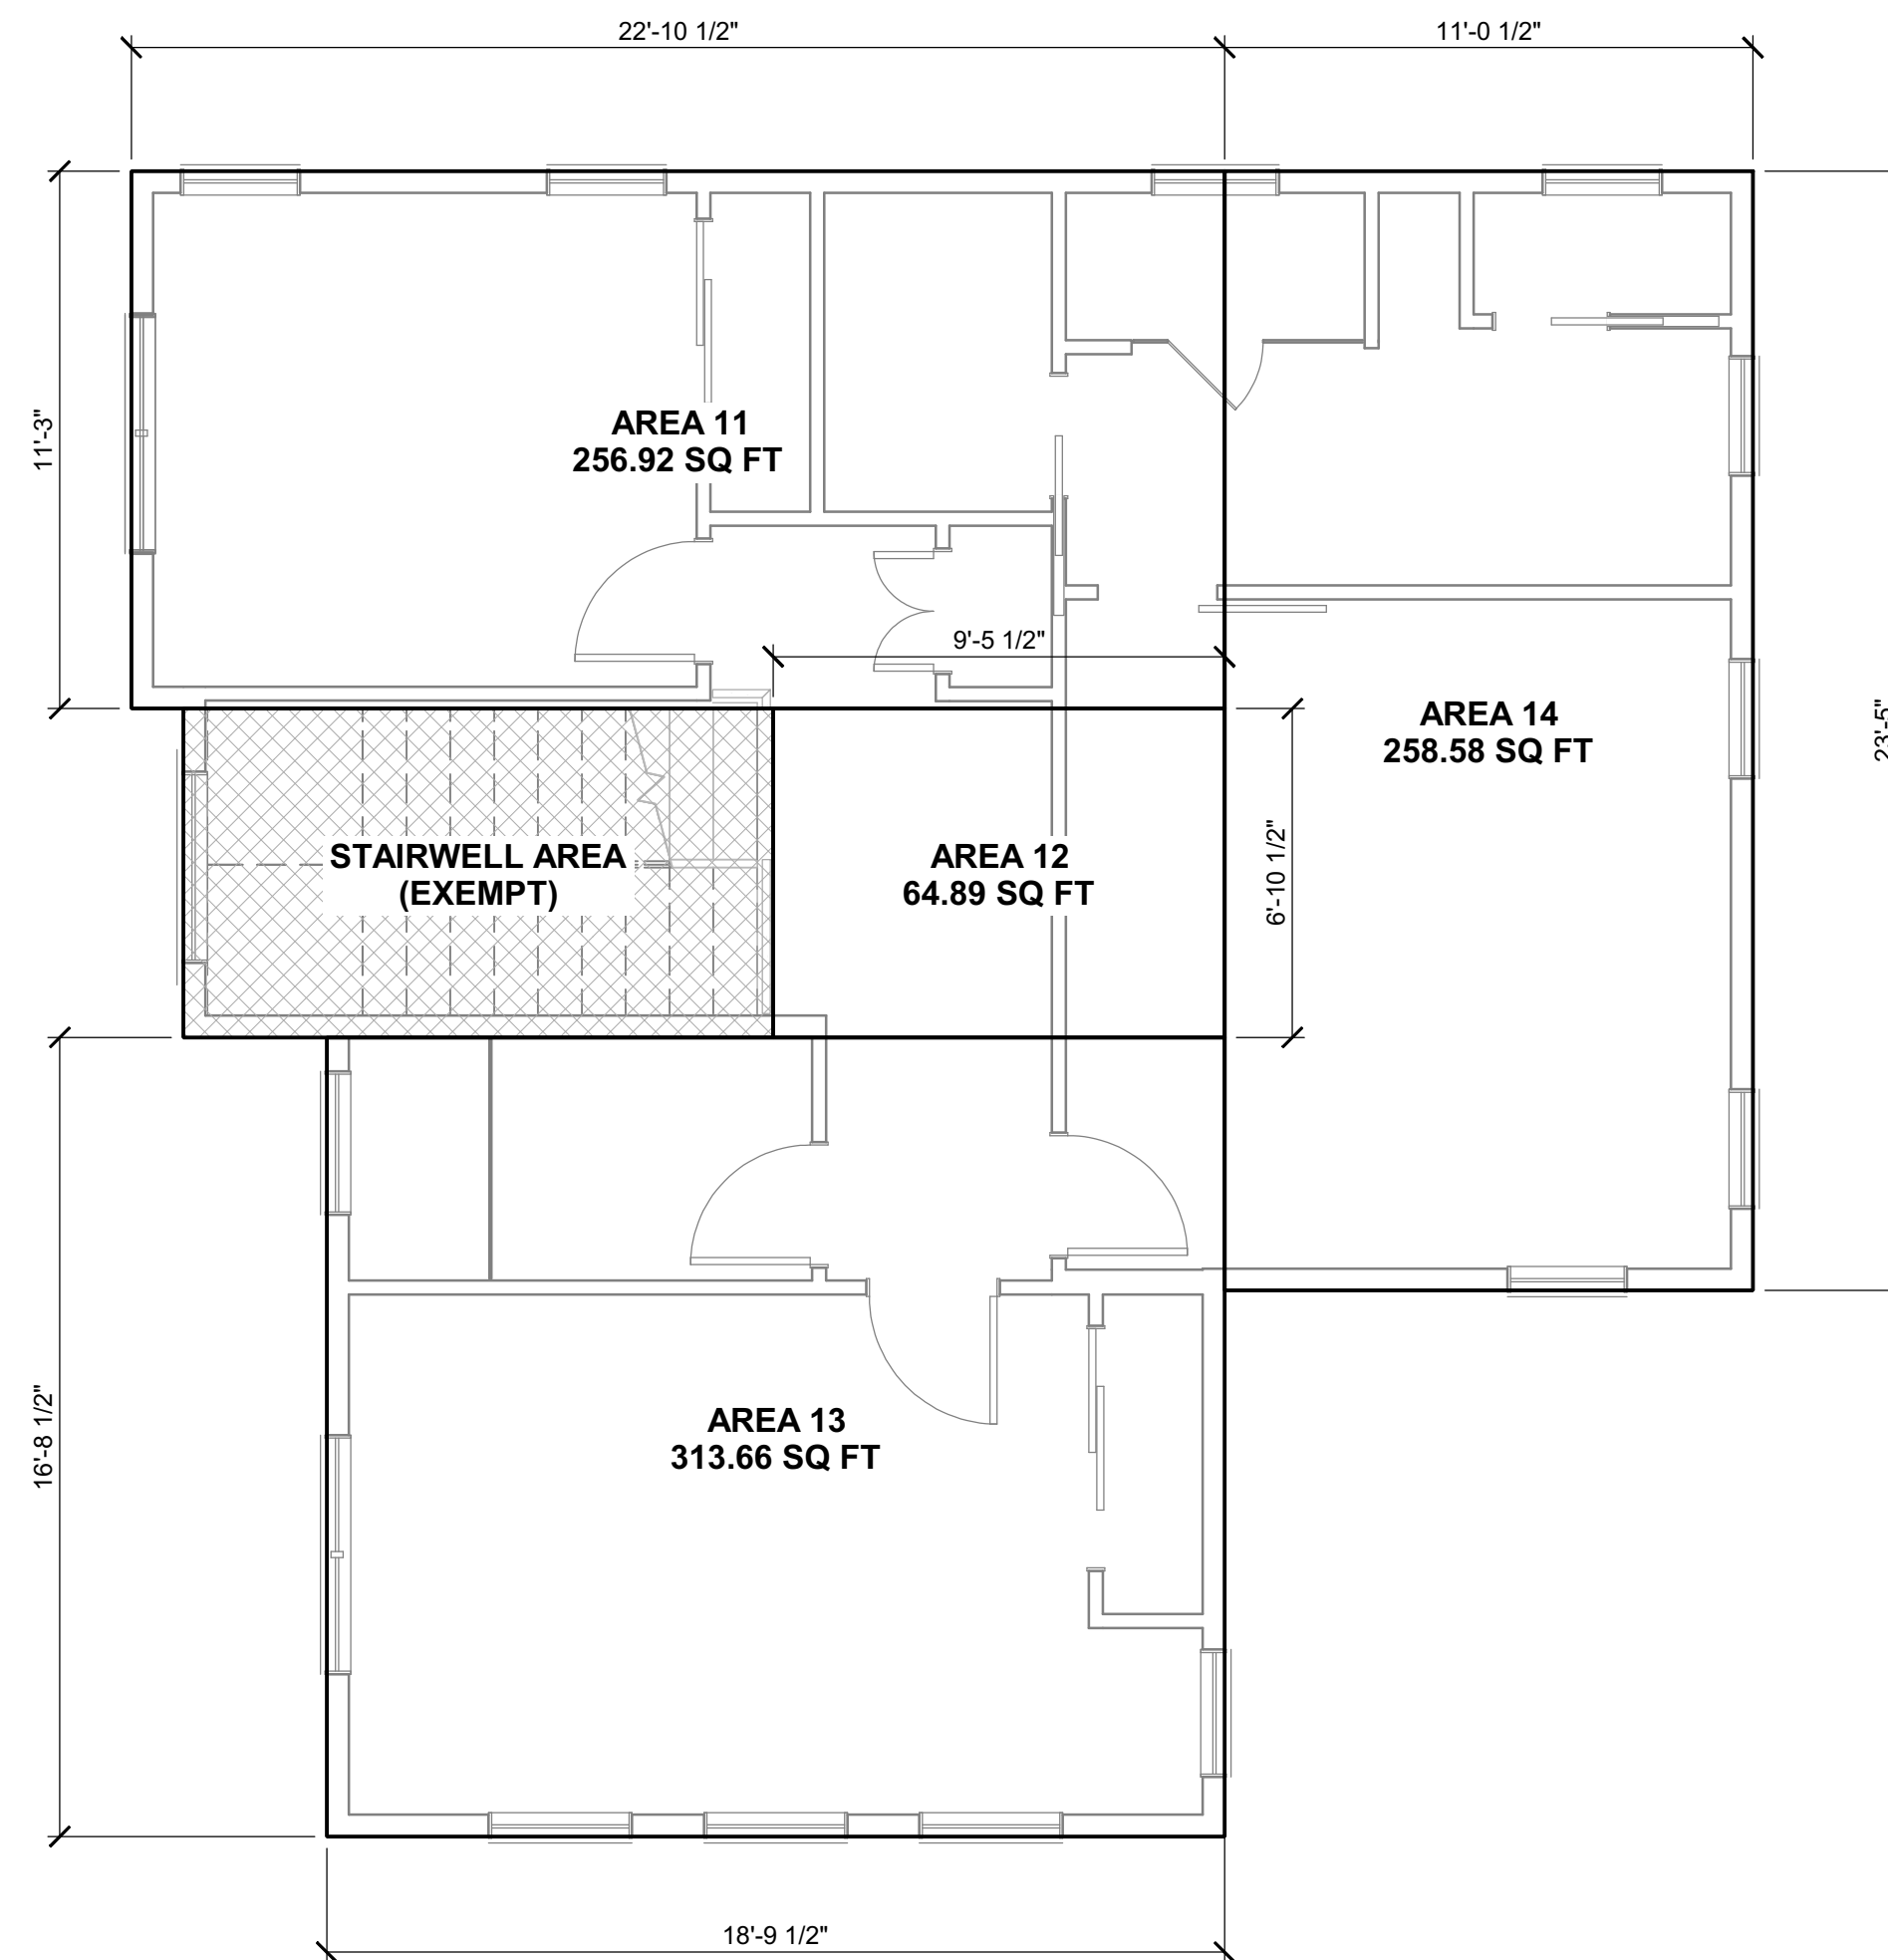 22'-10 1/2"
11'-0 1/2"
11'-3"
AREA 11
256.92 SQ FT
9'-5 1/2"
AREA 14
258.58 SQ FT
23'-5"
STAIRWELL AREA
(EXEMPT)
AREA 12
64.89 SQ FT
6'-10 1/2"
16'-8 1/2"
AREA 13
313.66 SQ FT
18'-9 1/2"